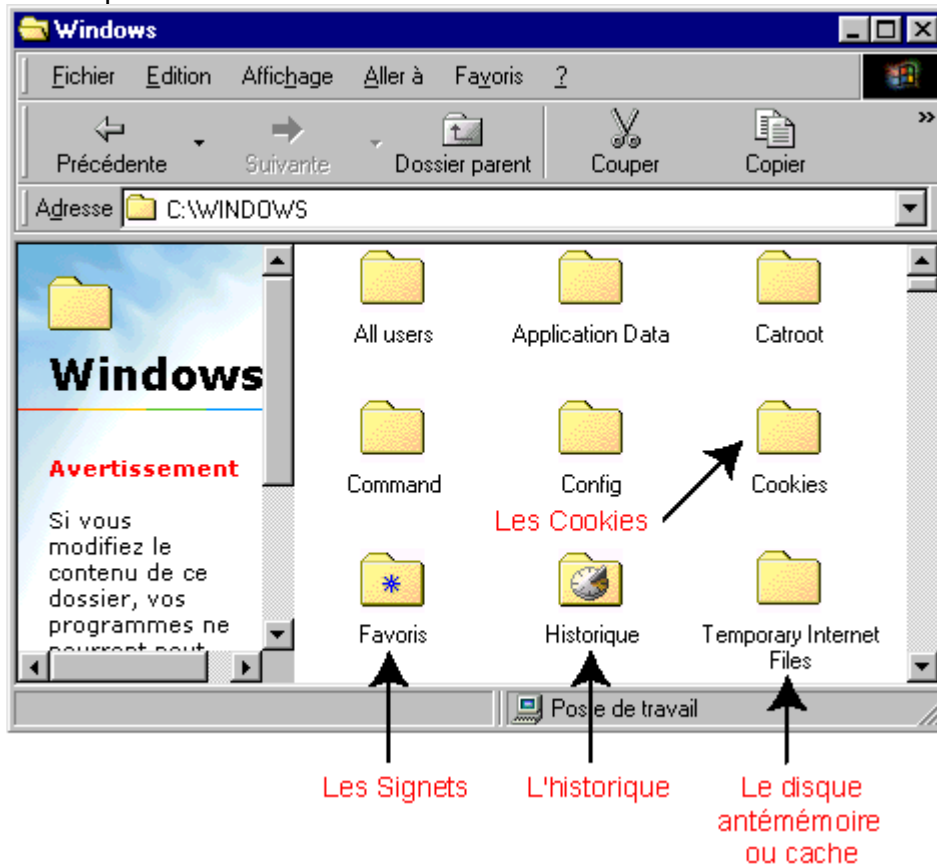 Windows
Fichier Edition Affichage Aller à Favoris ?
Précédente Suivante Dossier parent Couper Copier »
Adresse C:\WINDOWS
Windows
Avertissement
Si vous
modifiez le
contenu de ce
dossier, vos
programmes ne
All users Application Data Catroot
Command Config Cookies
Les Cookies
Favoris Historique Temporary Internet
Files
Poste de travail
Les Signets L'historique Le disque
antémémoire
ou cache